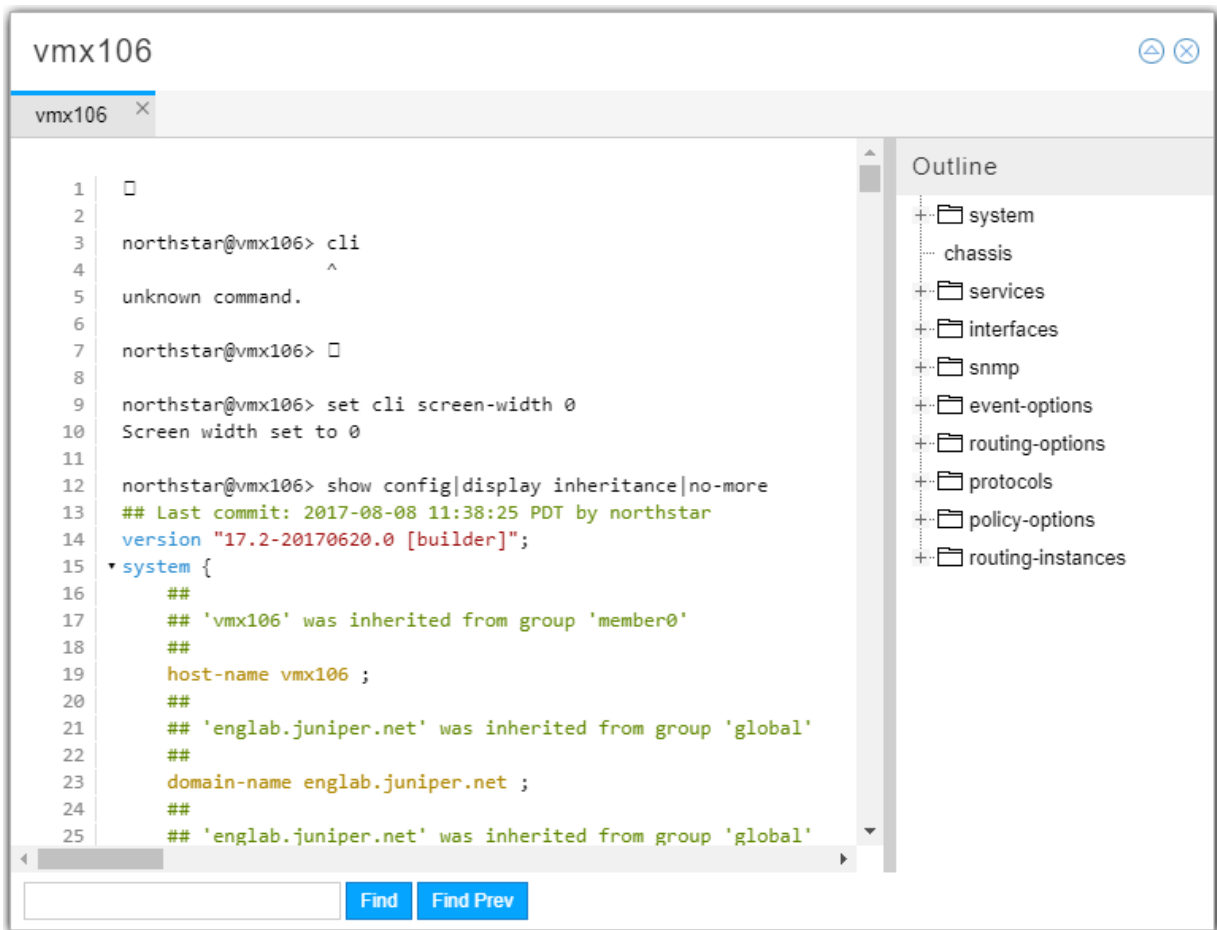 vmx106
vmx106
1 □
2
3 northstar@vmx106> cli
4 ^
5 unknown command.
6
7 northstar@vmx106> □
8
9 northstar@vmx106> set cli screen-width 0
10 Screen width set to 0
11
12 northstar@vmx106> show config|display inheritance|no-more
13 ## Last commit: 2017-08-08 11:38:25 PDT by northstar
14 version "17.2-20170620.0 [builder]";
15 system {
16 ##
17 ## 'vmx106' was inherited from group 'member0'
18 ##
19 host-name vmx106 ;
20 ##
21 ## 'englab.juniper.net' was inherited from group 'global'
22 ##
23 domain-name englab.juniper.net ;
24 ##
25 ## 'englab.juniper.net' was inherited from group 'global'
Find Find Prev
Outline
system
chassis
services
interfaces
snmp
event-options
routing-options
protocols
policy-options
routing-instances